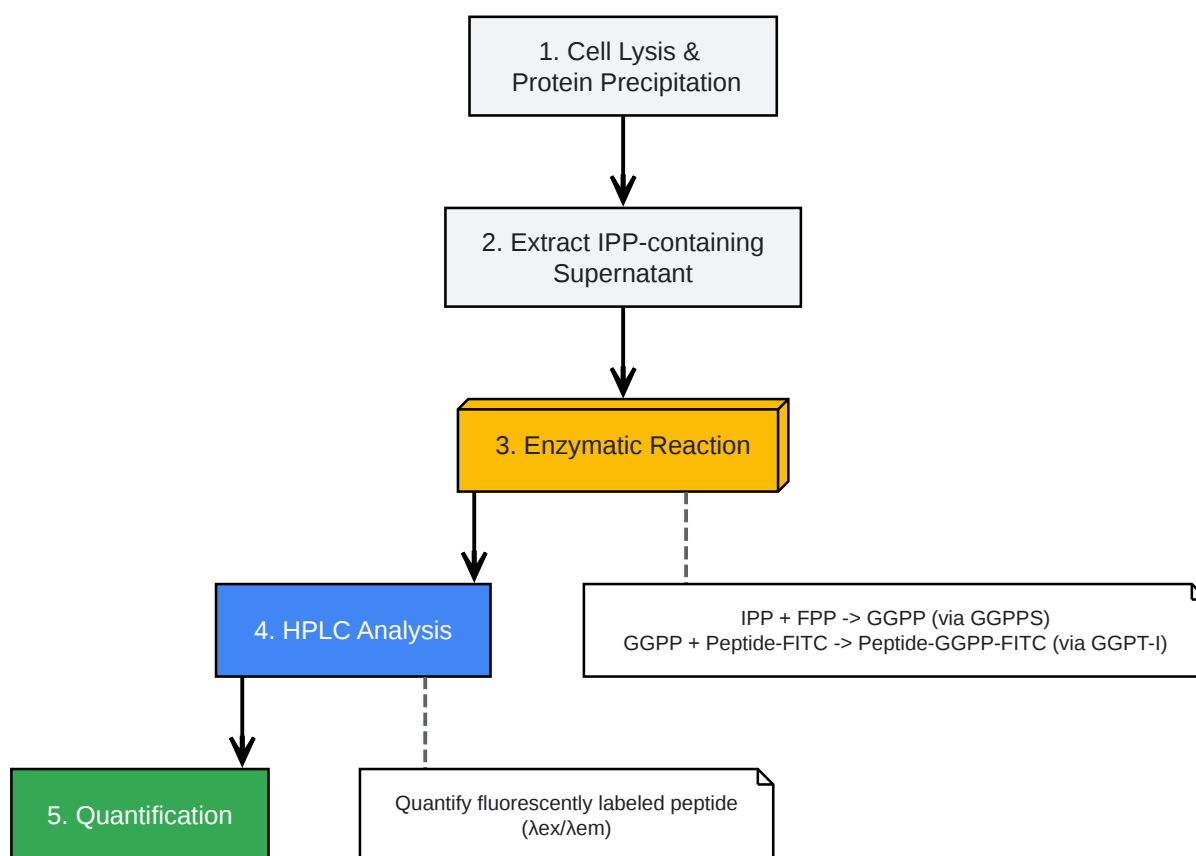 1. Cell Lysis &
Protein Precipitation
2. Extract IPP-containing
Supernatant
3. Enzymatic Reaction
4. HPLC Analysis
IPP + FPP -> GGPP (via GGPPS)
GGPP + Peptide-FITC -> Peptide-GGPP-FITC (via GGPT-I)
5. Quantification
Quantify fluorescently labeled peptide
(λex/λem)